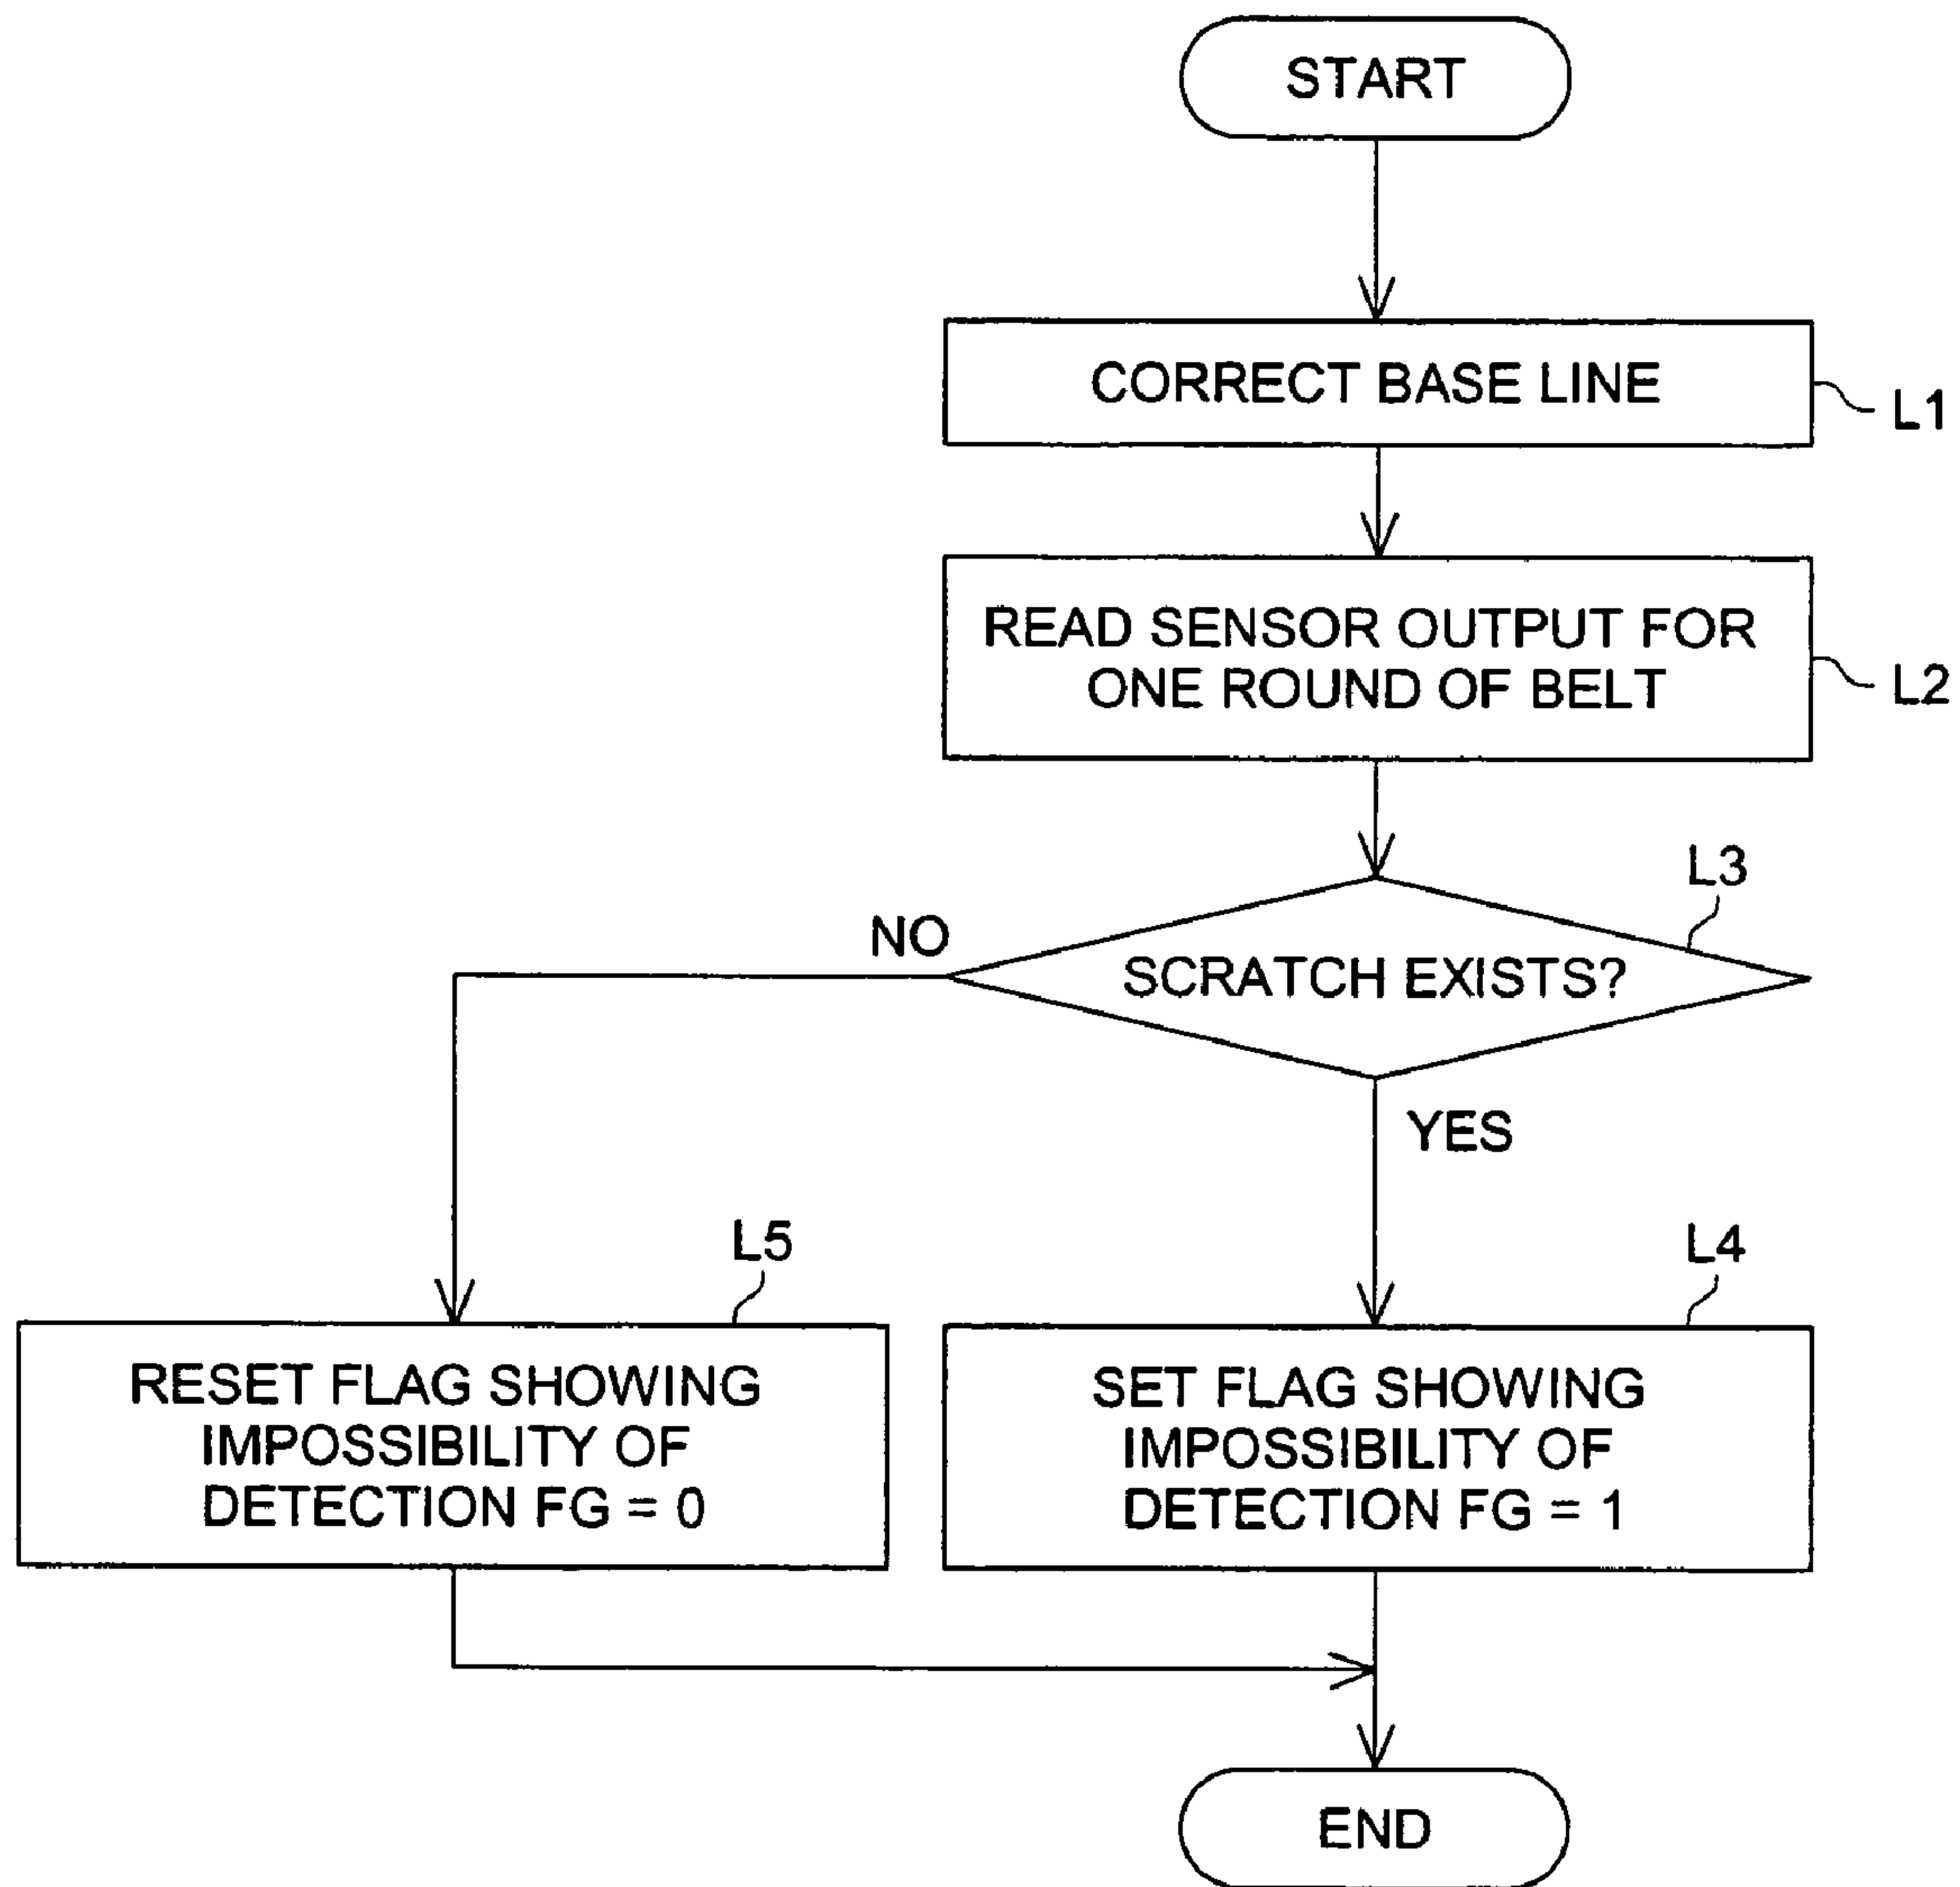 START
CORRECT BASE LINE
L1
READ SENSOR OUTPUT FOR
ONE ROUND OF BELT
L2
L3
SCRATCH EXISTS?
NO
YES
L5
RESET FLAG SHOWING
IMPOSSIBILITY OF
DETECTION FG = 0
L4
SET FLAG SHOWING
IMPOSSIBILITY OF
DETECTION FG = 1
END